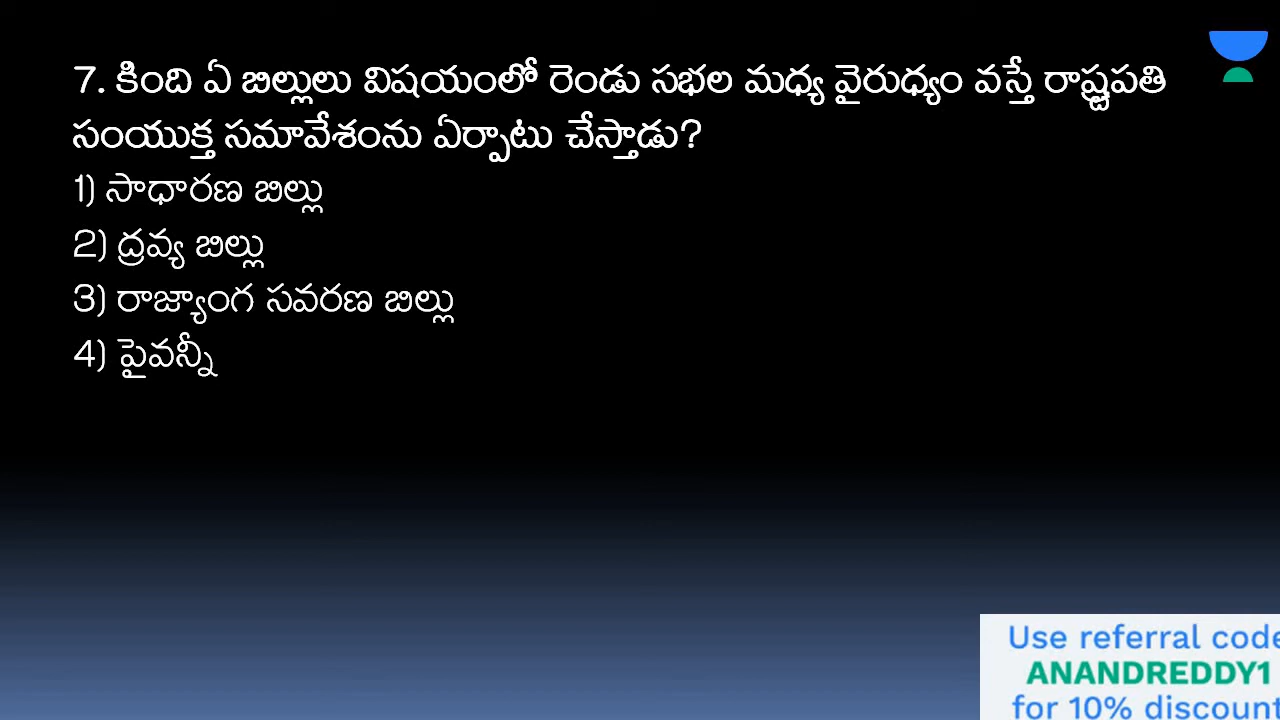 7. కింది ఏ బిల్లులు విషయంలో రెండు సభల మధ్య వైరుధ్యం వస్తే రాష్ట్రపతి
సంయుక్త సమావేశంను ఏర్పాటు చేస్తాడు?
1) సాధారణ బిల్లు
2) ద్రవ్య బిల్లు
3) రాజ్యాంగ సవరణ బిల్లు
4) పైవన్నీ
Use referral code
ANANDREDDY1
for 10% discount